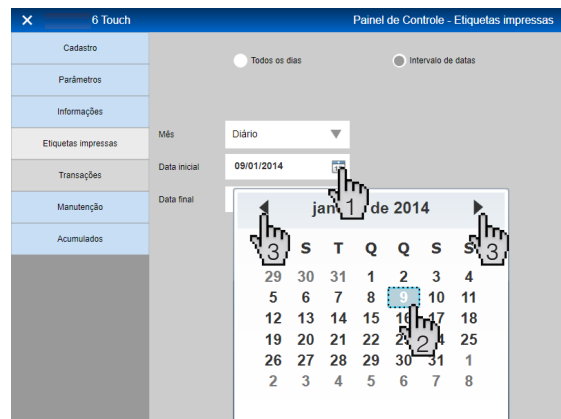 6 Touch
Painel de Controle - Etiquetas impressas
Cadastro
Parâmetros
Informações
Etiquetas impressas
Transações
Manutenção
Acumulados
Todos os dias
Intervalo de datas
Mês
Diário
Data inicial
09/01/2014
1
Data final
de 2014
3
3
S T Q Q S S
29 30 31 1 2 3 4
5 6 7 8 9 10 11
12 13 14 15 16 17 18
19 20 21 22 25
2
26 27 28 29 30 31 1
2 3 4 5 6 7 8